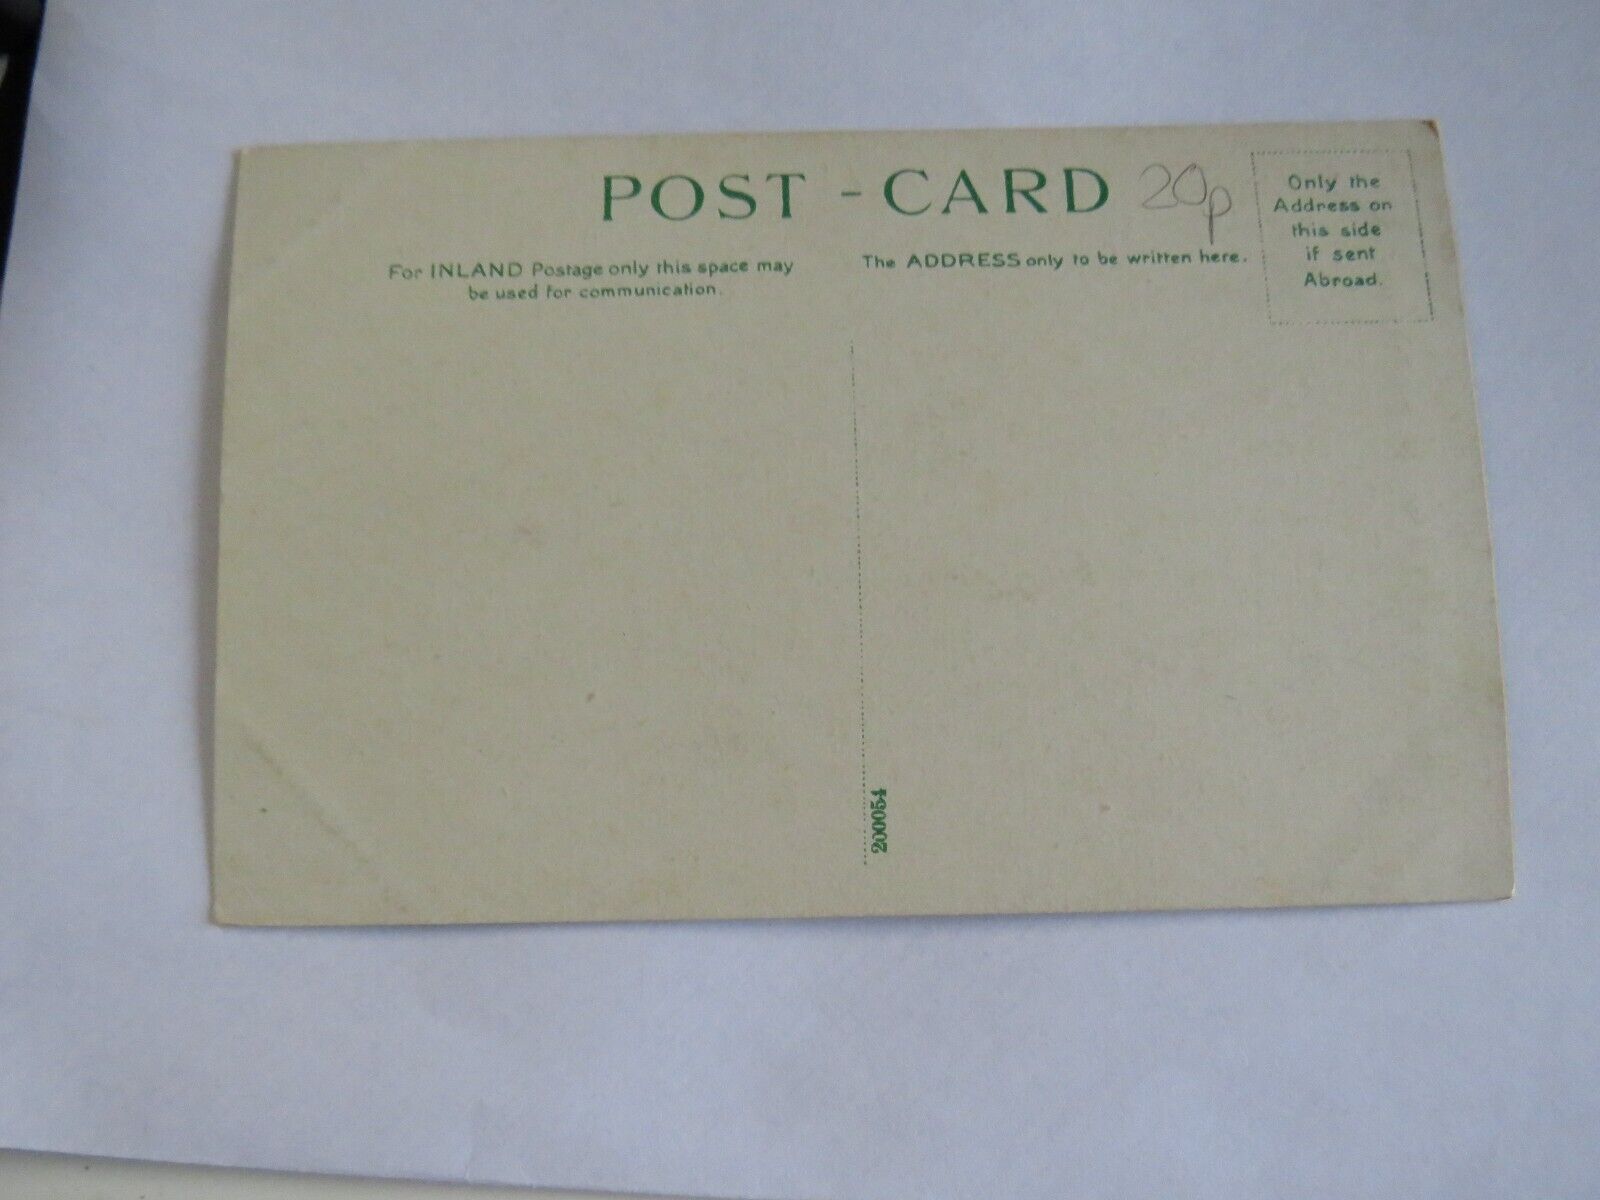 POST - CARD 20p
For INLAND Postage only this space may
be used for communication.
The ADDRESS only to be written here.
Only the
Address on
this side
if sent
Abroad.
200054